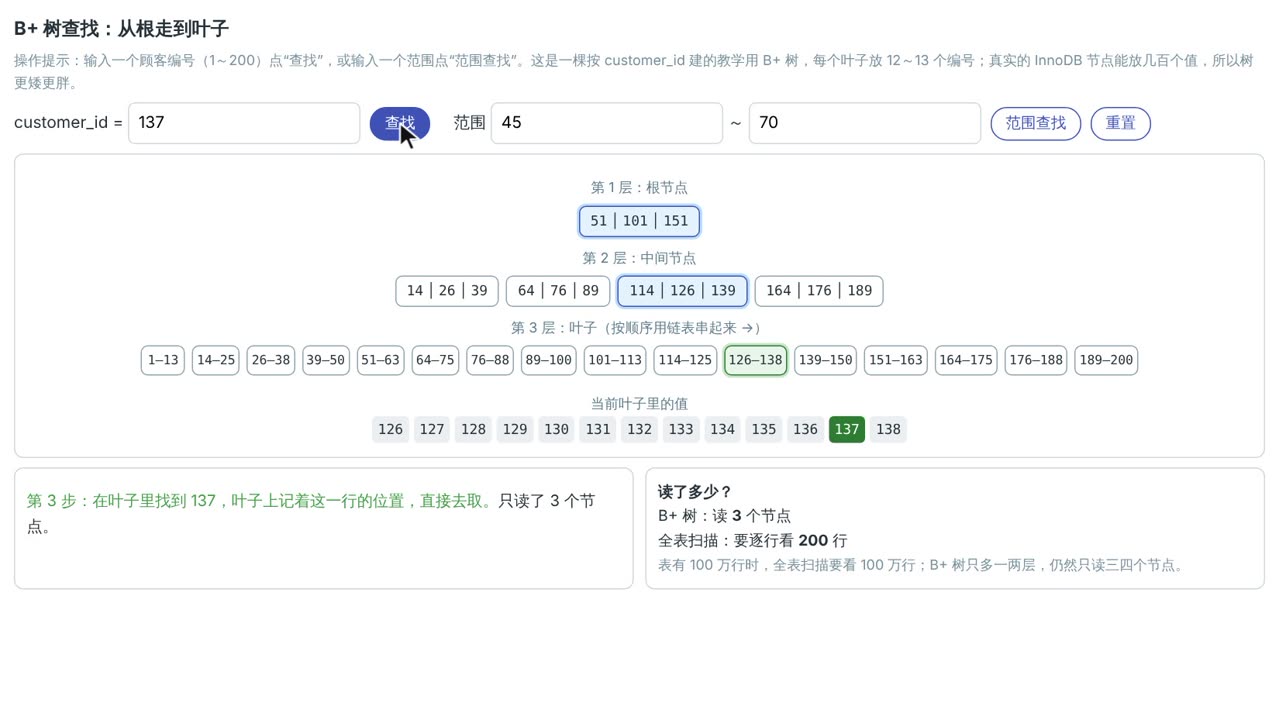 B+ 树查找：从根走到叶子
操作提示：输入一个顾客编号（1～200）点“查找”，或输入一个范围点“范围查找”。这是一棵按 customer_id 建的教学用 B+ 树，每个叶子放 12～13 个编号；真实的 InnoDB 节点能放几百个值，所以树
更矮更胖。
customer_id = 137 查找 范围 45 ～ 70 范围查找 重置
第 1 层：根节点
51 | 101 | 151
第 2 层：中间节点
14 | 26 | 39 64 | 76 | 89 114 | 126 | 139 164 | 176 | 189
第 3 层：叶子（按顺序用链表串起来 →）
1–13 14–25 26–38 39–50 51–63 64–75 76–88 89–100 101–113 114–125 126–138 139–150 151–163 164–175 176–188 189–200
当前叶子里的值
126 127 128 129 130 131 132 133 134 135 136 137 138
第 3 步：在叶子里找到 137，叶子上记着这一行的位置，直接去取。只读了 3 个节
点。
读了多少？
B+ 树：读 3 个节点
全表扫描：要逐行看 200 行
表有 100 万行时，全表扫描要看 100 万行；B+ 树只多一两层，仍然只读三四个节点。